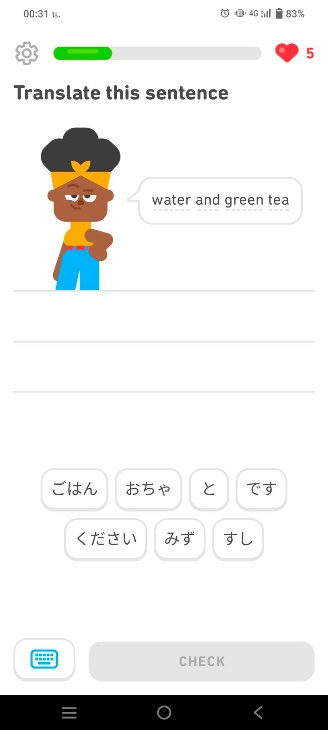 00:31 น. 4G 83%
5
Translate this sentence
water and green tea
ごはん おちゃ と です
ください みず すし
CHECK